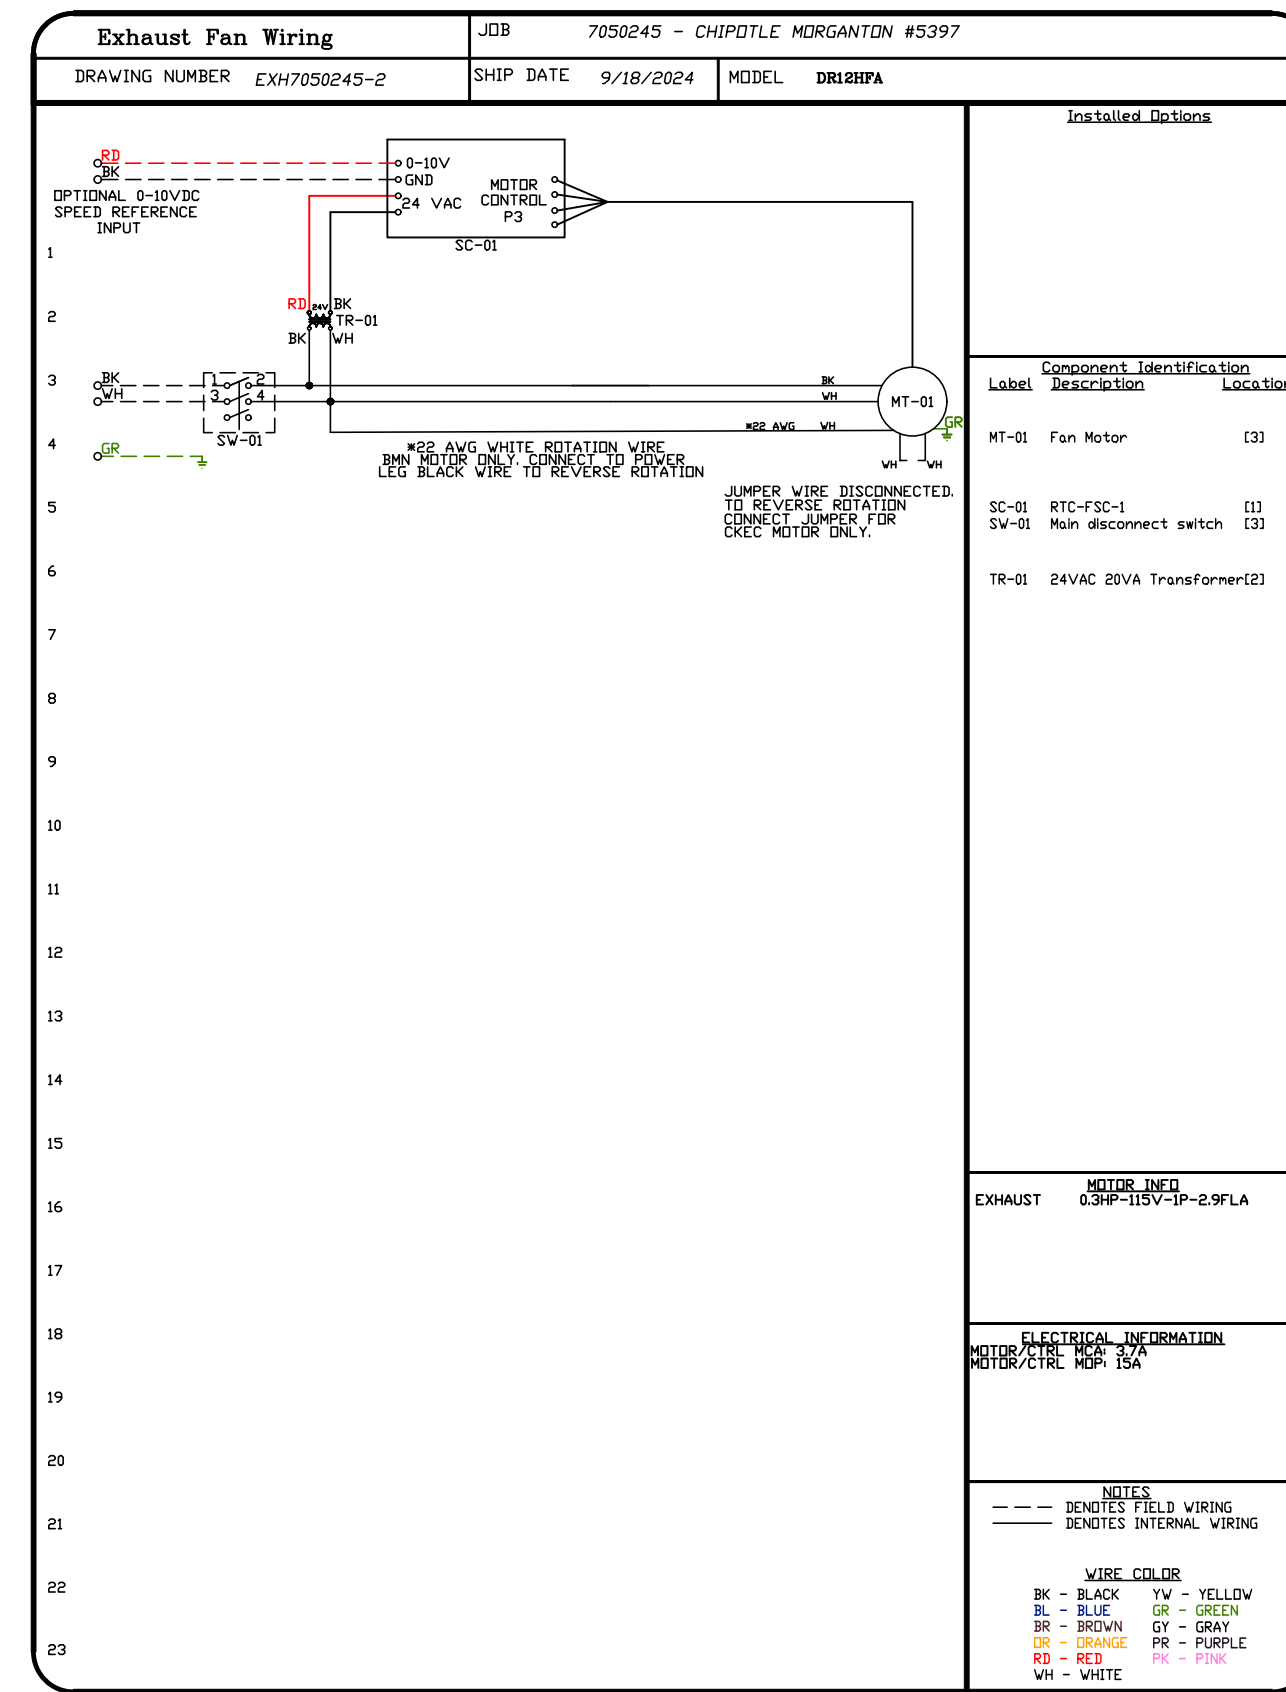 Exhaust Fan Wiring
JOB 7050245 - CHIPOTLE MORGANTON #5397
DRAWING NUMBER EXH7050245-2
SHIP DATE 9/18/2024
MODEL DR12HFA
Installed Options
RD
BK
OPTIONAL 0-10VDC
SPEED REFERENCE
INPUT
0-10V
GND
24 VAC
MOTOR
CONTROL
P3
SC-01
RD 24V BK
TR-01
BK WH
BK
WH
1 2
3 4
SW-01
GR
BK
WH
*22 AWG WH
MT-01
GR
WH WH
*22 AWG WHITE ROTATION WIRE
BMN MOTOR ONLY. CONNECT TO POWER
LEG BLACK WIRE TO REVERSE ROTATION
JUMPER WIRE DISCONNECTED.
TO REVERSE ROTATION
CONNECT JUMPER FOR
CKEC MOTOR ONLY.
1
2
3
4
5
6
7
8
9
10
11
12
13
14
15
16
17
18
19
20
21
22
23
Component Identification
Label Description Location
MT-01 Fan Motor [3]
SC-01 RTC-FSC-1 [1]
SW-01 Main disconnect switch [3]
TR-01 24VAC 20VA Transformer[2]
MOTOR INFO
EXHAUST 0.3HP-115V-1P-2.9FLA
ELECTRICAL INFORMATION
MOTOR/CTRL MCA: 3.7A
MOTOR/CTRL MOP: 15A
NOTES
DENOTES FIELD WIRING
DENOTES INTERNAL WIRING
WIRE COLOR
BK - BLACK YW - YELLOW
BL - BLUE GR - GREEN
BR - BROWN GY - GRAY
OR - ORANGE PR - PURPLE
RD - RED PK - PINK
WH - WHITE